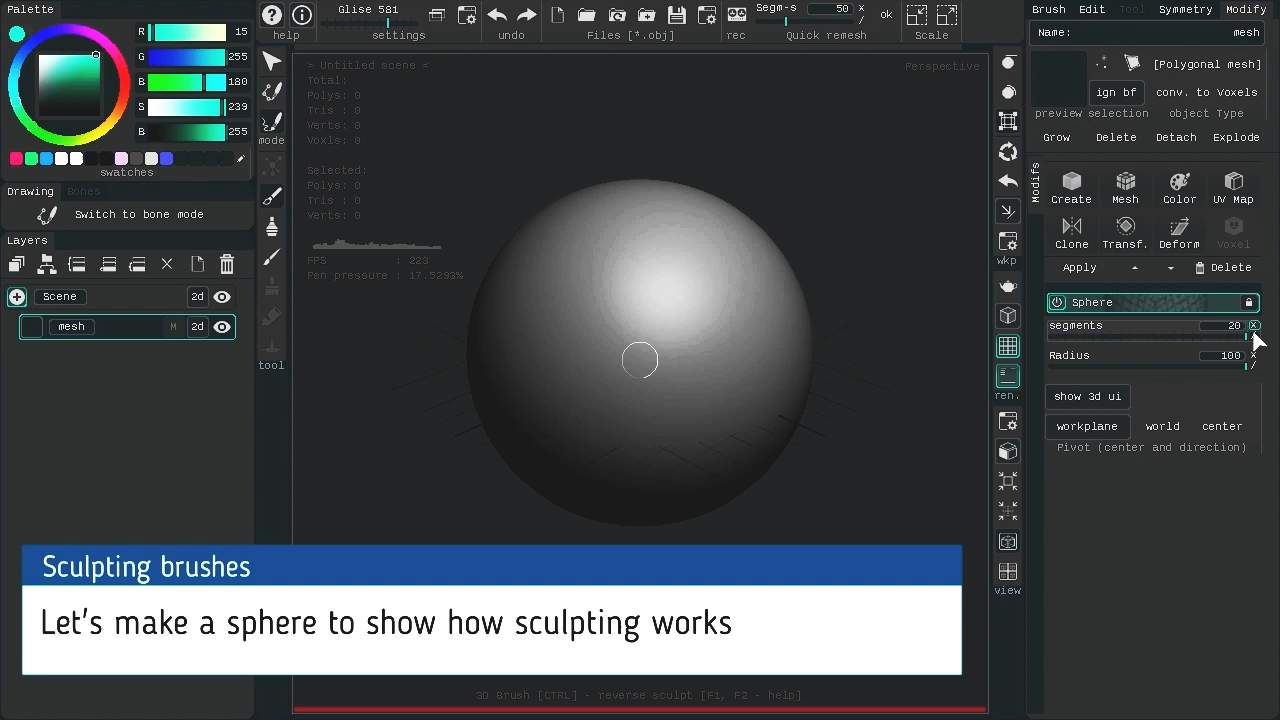 Palette
R 15
G 255
B 180
S 239
B 255
swatches
Drawing Bones
Switch to bone mode
Layers
Scene 2d
mesh M 2d
help
Glise 581
settings
undo
Files [*.obj]
rec
Segm-s 50 x /
ok
Quick remesh
Scale
mode
tool
> Untitled scene <
Total:
Polys: 0
Tris : 0
Verts: 0
Voxls: 0
Selected:
Polys: 0
Tris : 0
Verts: 0
FPS : 223
Pen pressure : 17.5293%
Perspective
wkp
ren.
view
Brush Edit Tool Symmetry Modify
Name: mesh
[Polygonal mesh]
ign bf conv. to Voxels
preview selection object Type
Grow Delete Detach Explode
Modifs
Create Mesh Color UV Map
Clone Transf. Deform Voxel
Apply Delete
Sphere
segments 20 x
Radius 100 x /
show 3d ui
workplane world center
Pivot (center and direction)
Sculpting brushes
Let's make a sphere to show how sculpting works
3D Brush [CTRL] - reverse sculpt [F1, F2 - help]